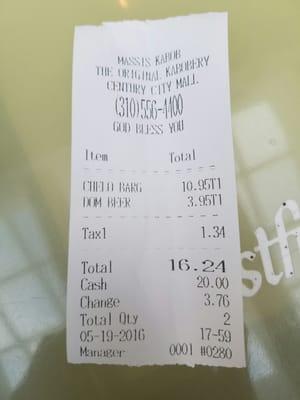 MASSIS KABOB
THE ORIGINAL KABOBERY
CENTURY CITY MALL
(310)556-4400
GOD BLESS YOU
Item Total
CHELO BARG 10.95T1
DOM BEER 3.95T1
Tax1 1.34
Total 16.24
Cash 20.00
Change 3.76
Total Qty 2
05-19-2016 17-59
Manager 0001 #0280